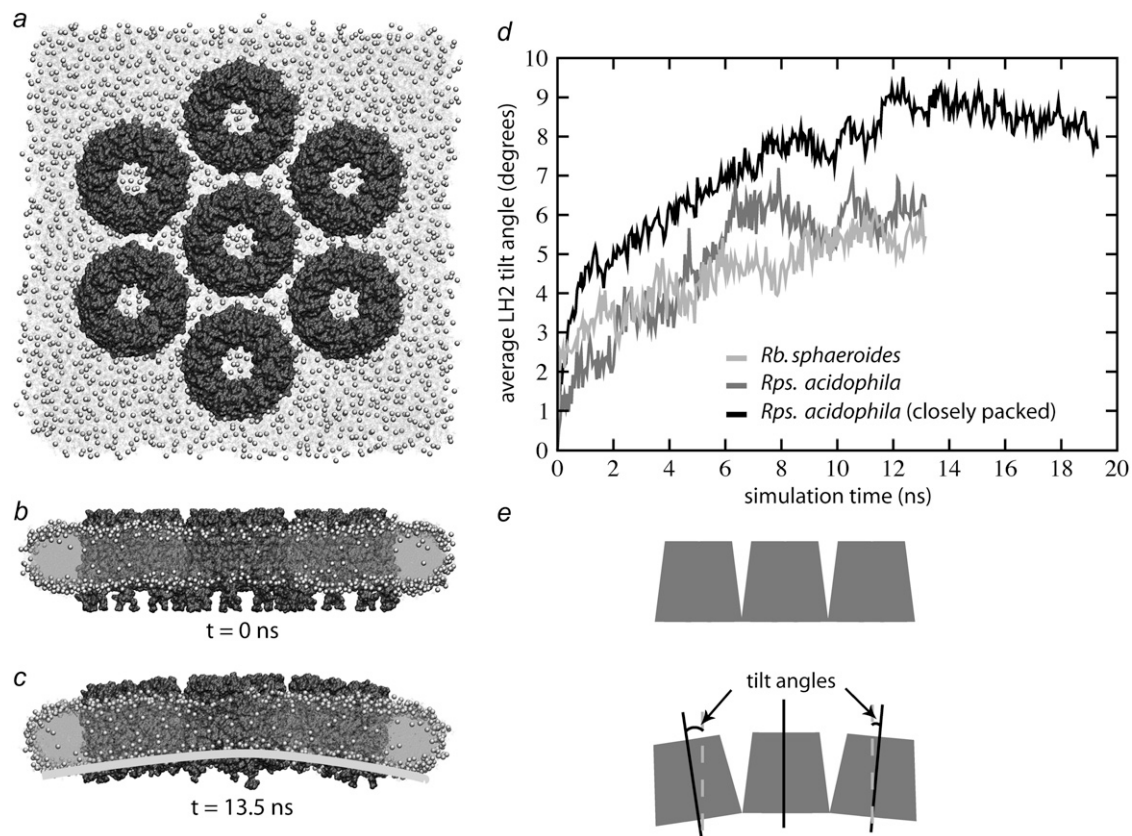 a
b
t = 0 ns
c
t = 13.5 ns
d
average LH2 tilt angle (degrees)
10
9
8
7
6
5
4
3
2
1
0
Rb. sphaeroides
Rps. acidophila
Rps. acidophila (closely packed)
0 2 4 6 8 10 12 14 16 18 20
simulation time (ns)
e
tilt angles